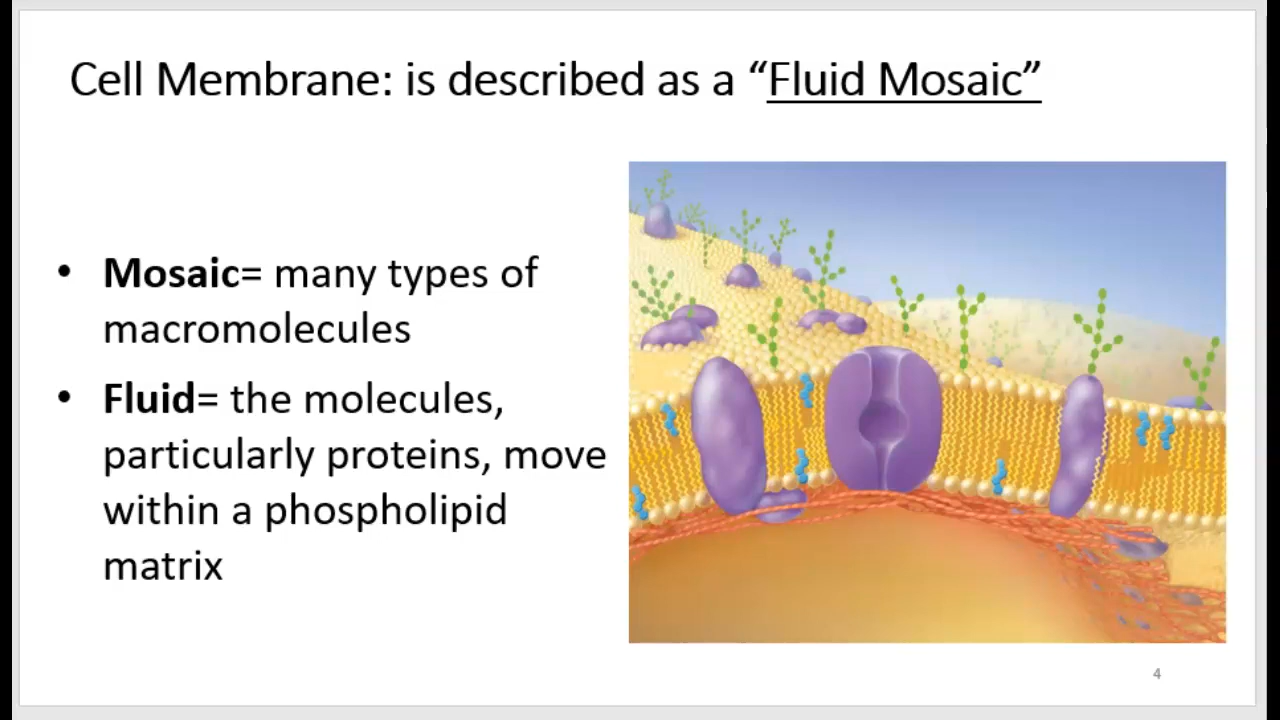 Cell Membrane: is described as a “Fluid Mosaic”
• Mosaic= many types of
macromolecules
• Fluid= the molecules,
particularly proteins, move
within a phospholipid
matrix
4